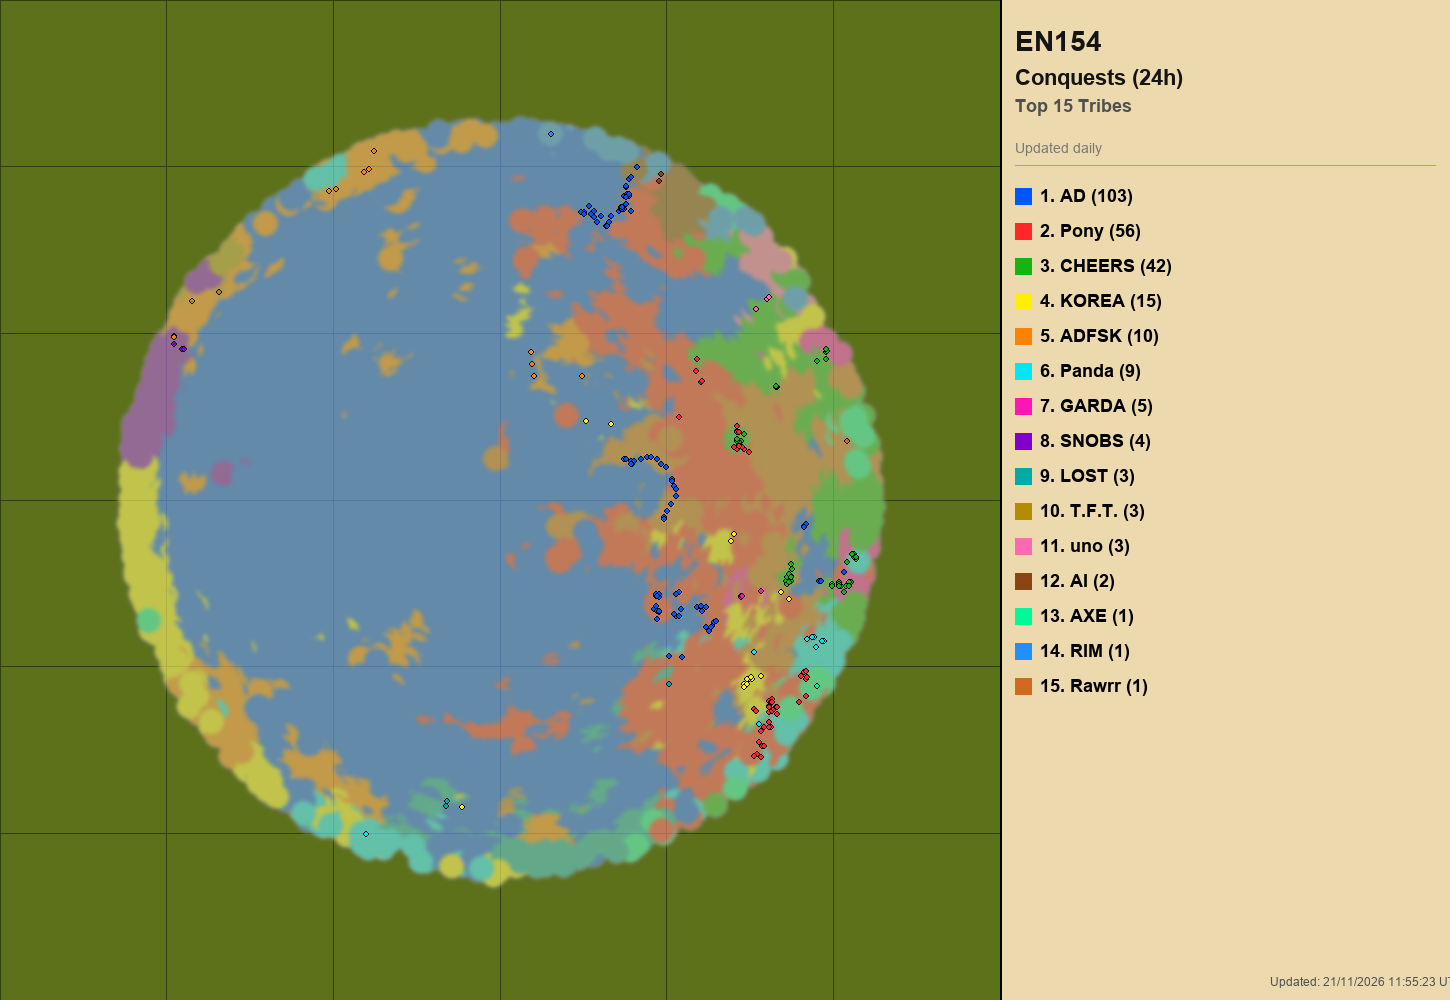 EN154
Conquests (24h)
Top 15 Tribes
Updated daily
1. AD (103)
2. Pony (56)
3. CHEERS (42)
4. KOREA (15)
5. ADFSK (10)
6. Panda (9)
7. GARDA (5)
8. SNOBS (4)
9. LOST (3)
10. T.F.T. (3)
11. uno (3)
12. AI (2)
13. AXE (1)
14. RIM (1)
15. Rawrr (1)
Updated: 21/11/2026 11:55:23 U